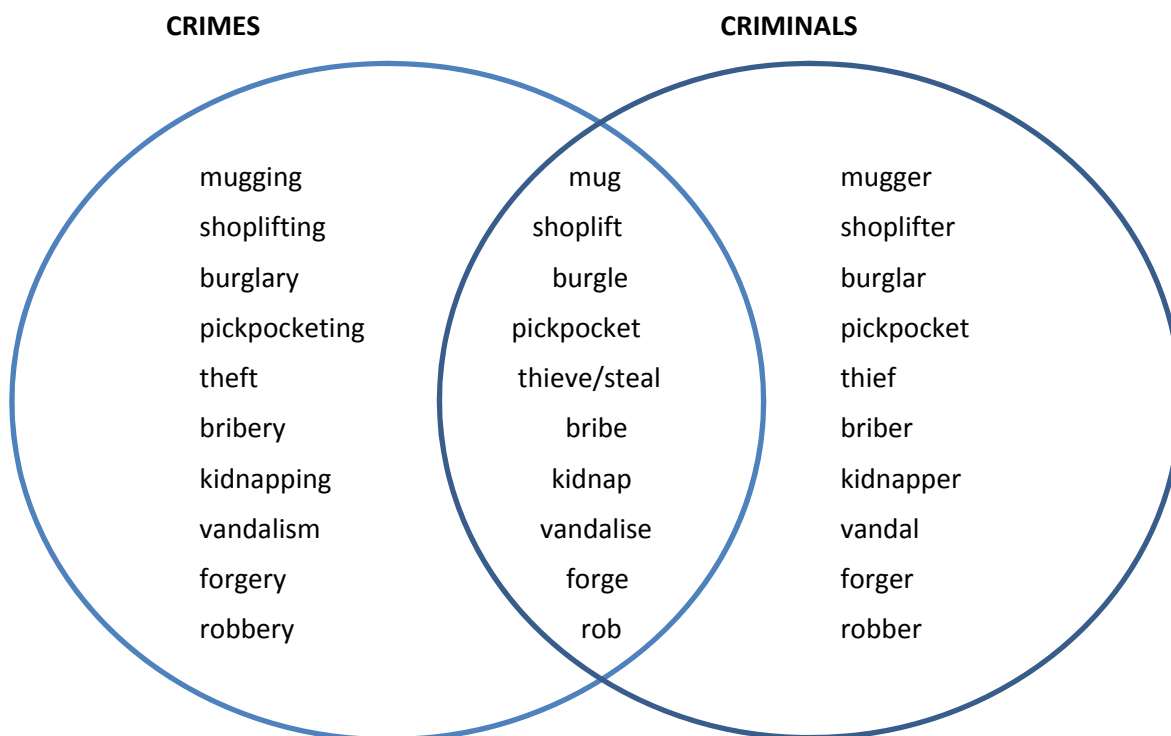 CRIMES CRIMINALS
mugging mug mugger
shoplifting shoplift shoplifter
burglary burgle burglar
pickpocketing pickpocket pickpocket
theft thieve/steal thief
bribery bribe briber
kidnapping kidnap kidnapper
vandalism vandalise vandal
forgery forge forger
robbery rob robber